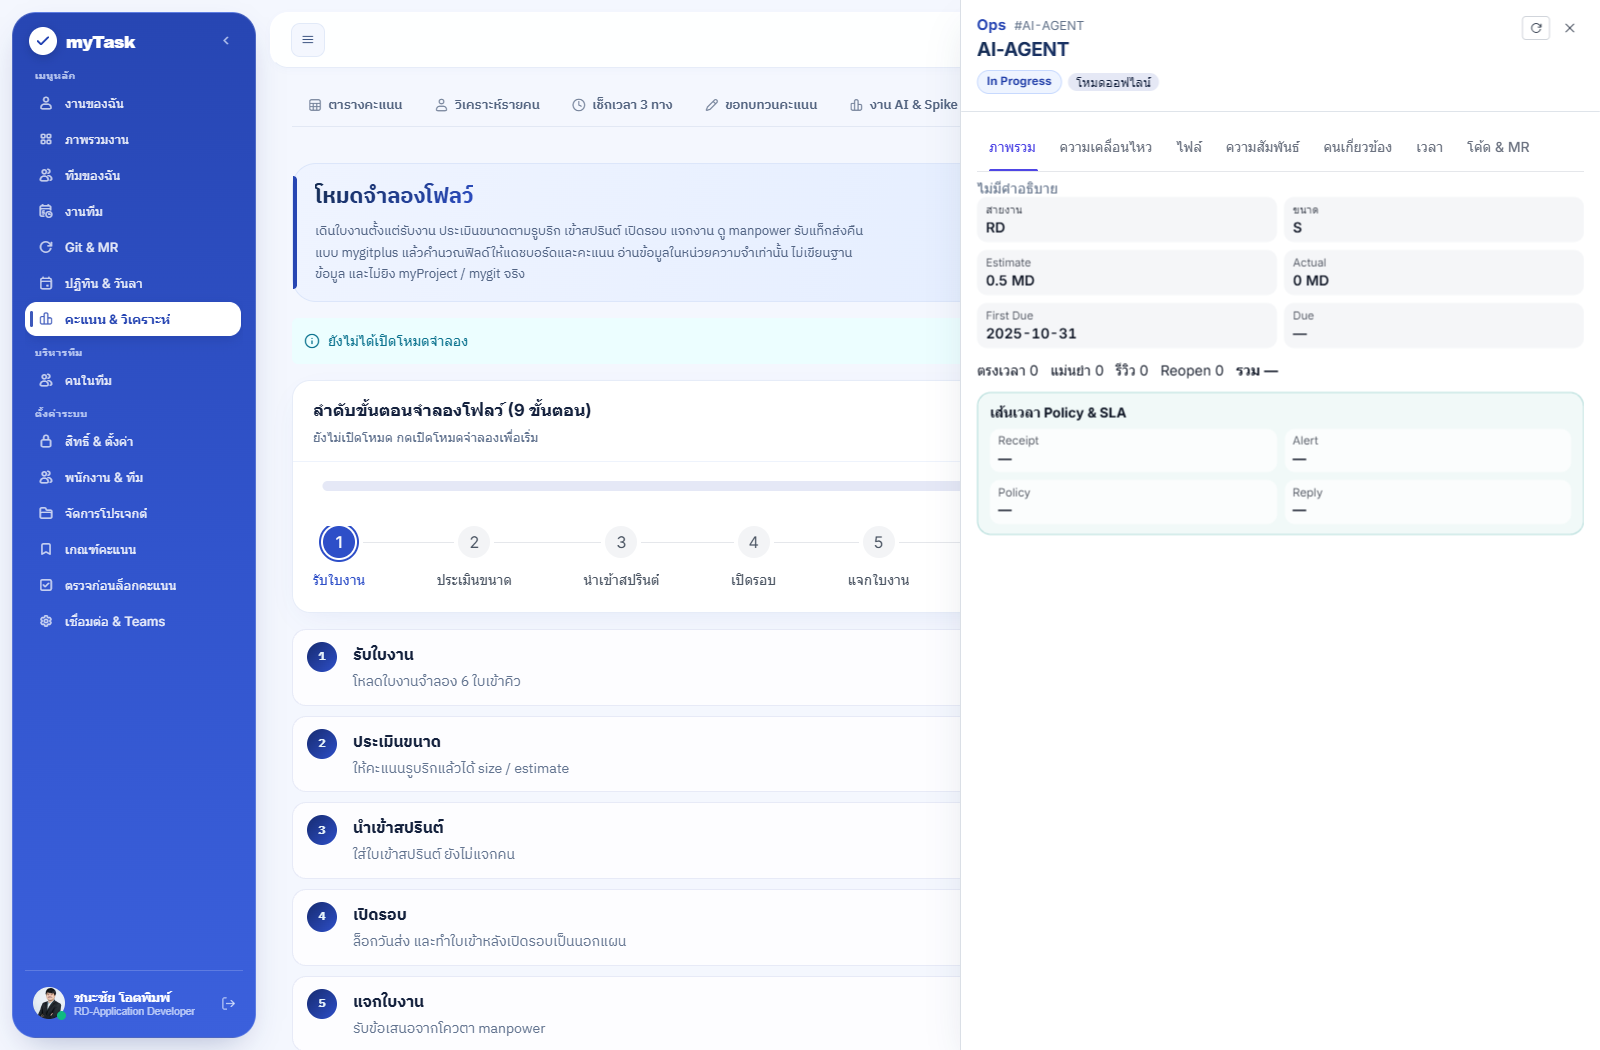 myTask
เมนูหลัก
งานของฉัน
ภาพรวมงาน
ทีมของฉัน
งานทีม
Git & MR
ปฏิทิน & วันลา
คะแนน & วิเคราะห์
บริหารทีม
คนในทีม
ตั้งค่าระบบ
สิทธิ์ & ตั้งค่า
พนักงาน & ทีม
จัดการโปรเจกต์
เกณฑ์คะแนน
ตรวจก่อนล็อกคะแนน
เชื่อมต่อ & Teams
ชนะชัย โอดพิมพ์
RD-Application Developer
ตารางคะแนน
วิเคราะห์รายคน
เช็กเวลา 3 ทาง
ขอทบทวนคะแนน
งาน AI & Spike
โหมดจำลองโฟลว์
เดินใบงานตั้งแต่รับงาน ประเมินขนาดตามรูบริก เข้าสปรินต์ เปิดรอบ แจกงาน ดู manpower รับแท็กส่งคืน
แบบ mygitplus แล้วคำนวณฟิลด์ให้แดชบอร์ดและคะแนน อ่านข้อมูลในหน่วยความจำเท่านั้น ไม่เขียนฐาน
ข้อมูล และไม่ยิง myProject / mygit จริง
ยังไม่ได้เปิดโหมดจำลอง
ลำดับขั้นตอนจำลองโฟลว์ (9 ขั้นตอน)
ยังไม่เปิดโหมด กดเปิดโหมดจำลองเพื่อเริ่ม
1
รับใบงาน
2
ประเมินขนาด
3
นำเข้าสปรินต์
4
เปิดรอบ
5
แจกใบงาน
1
รับใบงาน
โหลดใบงานจำลอง 6 ใบเข้าคิว
2
ประเมินขนาด
ให้คะแนนรูบริกแล้วได้ size / estimate
3
นำเข้าสปรินต์
ใส่ใบเข้าสปรินต์ ยังไม่แจกคน
4
เปิดรอบ
ล็อกวันส่ง และทำใบเข้าหลังเปิดรอบเป็นนอกแผน
5
แจกใบงาน
รับข้อเสนอจากโควตา manpower
Ops #AI-AGENT
AI-AGENT
In Progress
โหมดออฟไลน์
ภาพรวม
ความเคลื่อนไหว
ไฟล์
ความสัมพันธ์
คนเกี่ยวข้อง
เวลา
โค้ด & MR
ไม่มีคำอธิบาย
สายงาน
RD
ขนาด
S
Estimate
0.5 MD
Actual
0 MD
First Due
2025-10-31
Due
—
ตรงเวลา 0 แม่นยำ 0 รีวิว 0 Reopen 0 รวม —
เส้นเวลา Policy & SLA
Receipt
—
Alert
—
Policy
—
Reply
—